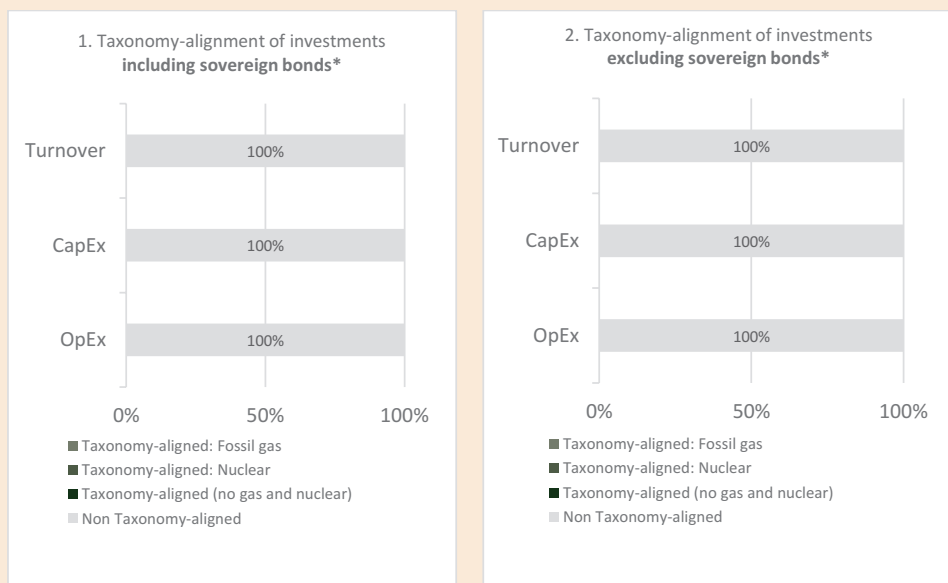 1. Taxonomy-alignment of investments
including sovereign bonds*
Turnover
100%
CapEx
100%
OpEx
100%
0%
50%
100%
Taxonomy-aligned: Fossil gas
Taxonomy-aligned: Nuclear
Taxonomy-aligned (no gas and nuclear)
Non Taxonomy-aligned
2. Taxonomy-alignment of investments
excluding sovereign bonds*
Turnover
100%
CapEx
100%
OpEx
100%
0%
50%
100%
Taxonomy-aligned: Fossil gas
Taxonomy-aligned: Nuclear
Taxonomy-aligned (no gas and nuclear)
Non Taxonomy-aligned